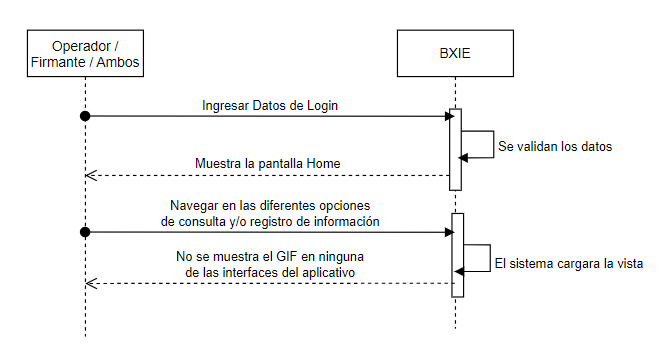 Operador /
Firmante / Ambos
BXIE
Ingresar Datos de Login
Se validan los datos
Muestra la pantalla Home
Navegar en las diferentes opciones
de consulta y/o registro de información
No se muestra el GIF en ninguna
de las interfaces del aplicativo
El sistema cargara la vista